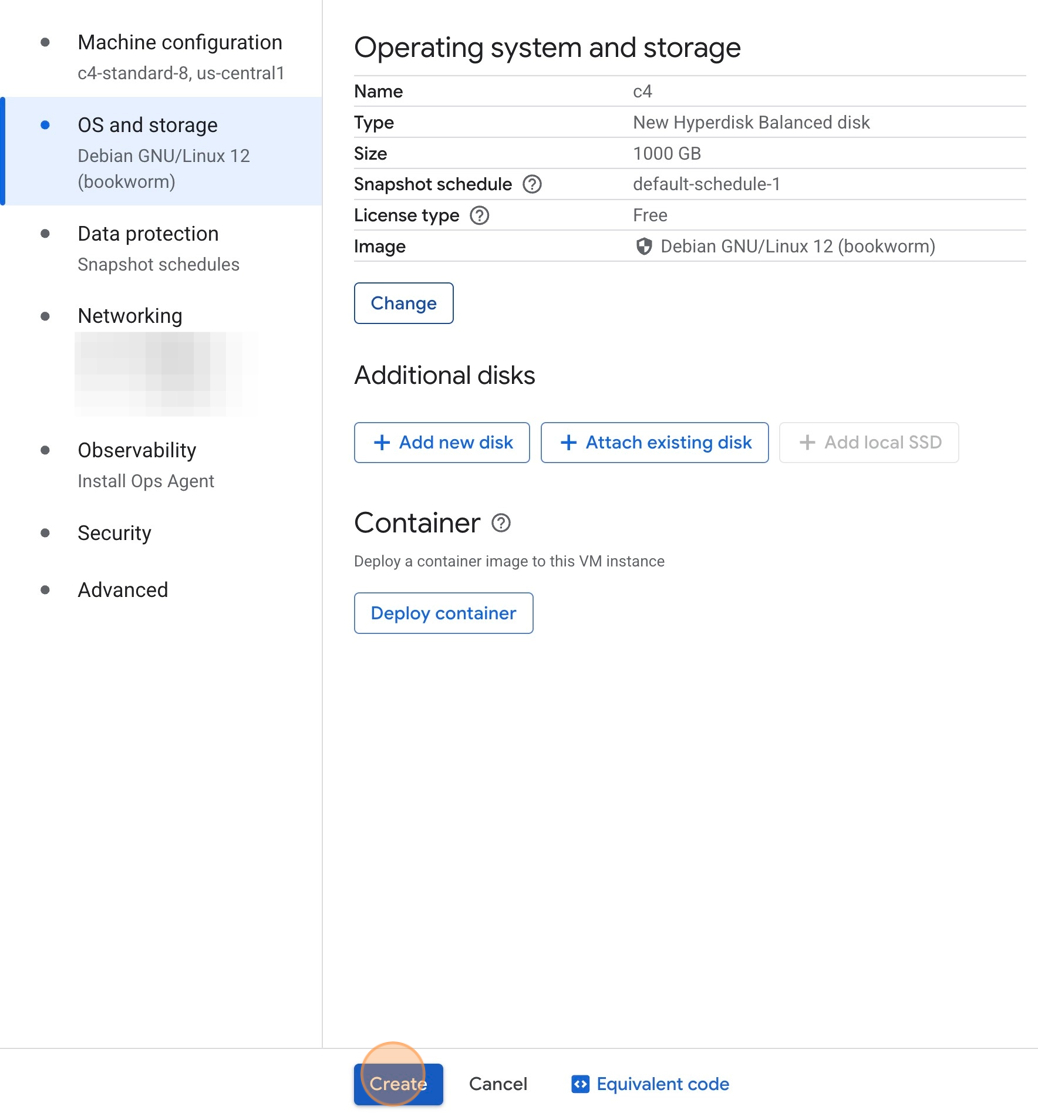 Machine configuration
c4-standard-8, us-central1
OS and storage
Debian GNU/Linux 12
(bookworm)
Data protection
Snapshot schedules
Networking
Observability
Install Ops Agent
Security
Advanced
Operating system and storage
Name c4
Type New Hyperdisk Balanced disk
Size 1000 GB
Snapshot schedule default-schedule-1
License type Free
Image Debian GNU/Linux 12 (bookworm)
Change
Additional disks
+ Add new disk + Attach existing disk + Add local SSD
Container
Deploy a container image to this VM instance
Deploy container
Create Cancel Equivalent code